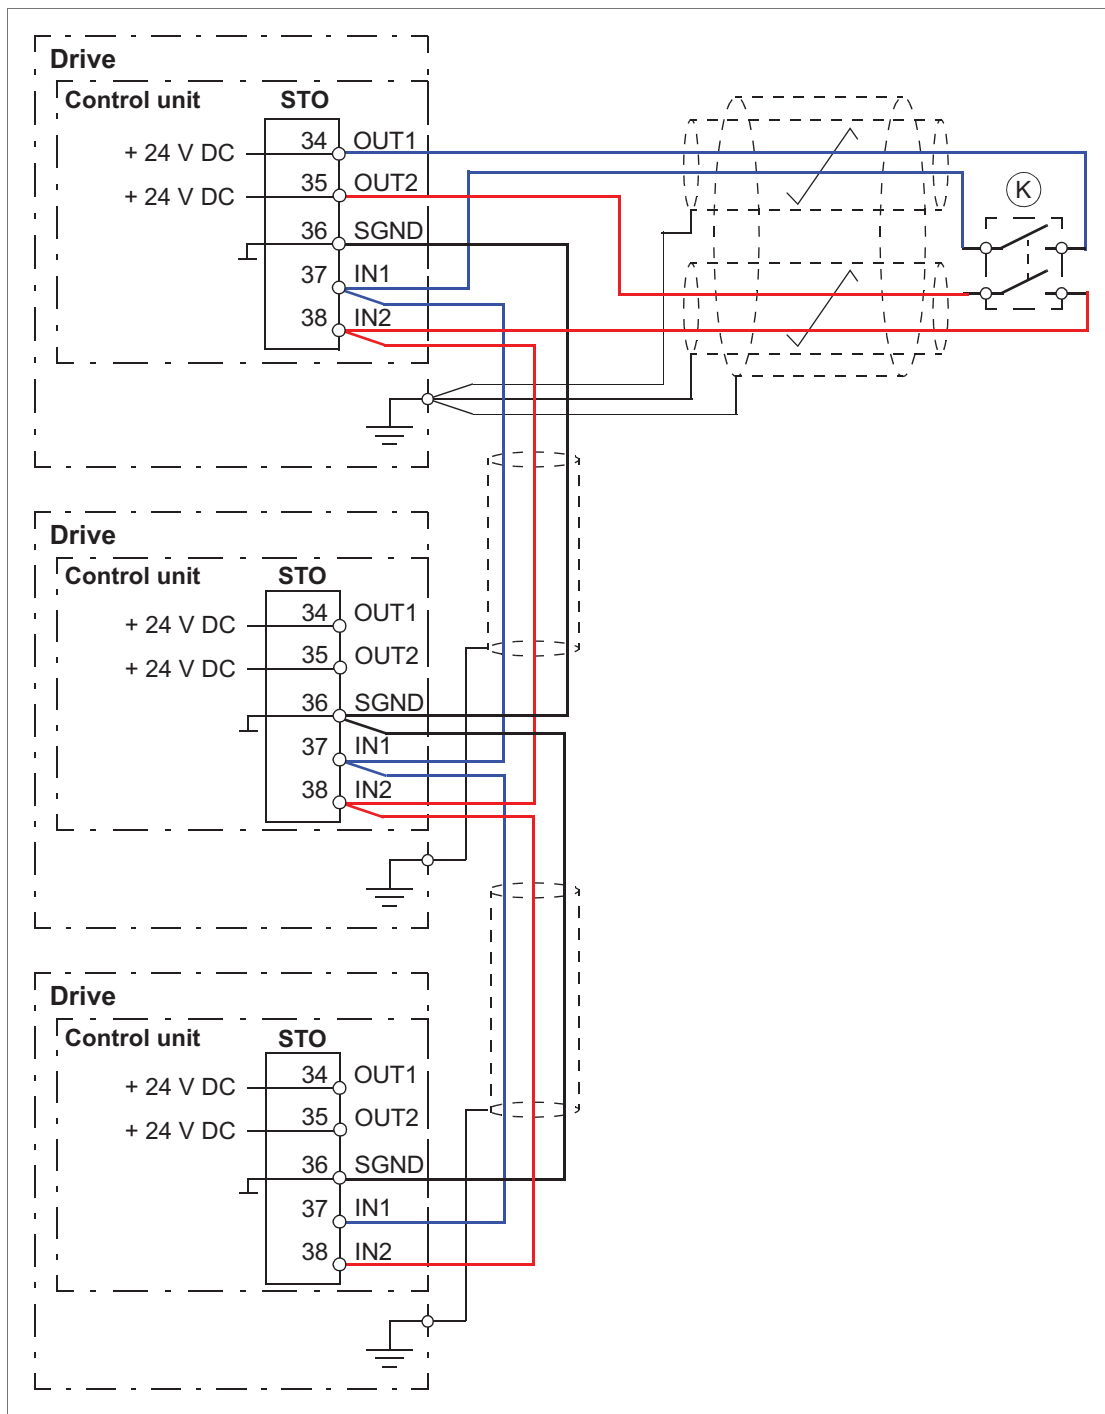 Drive
Control unit STO
+ 24 V DC 34 OUT1
+ 24 V DC 35 OUT2
36 SGND
37 IN1
38 IN2
K
Drive
Control unit STO
+ 24 V DC 34 OUT1
+ 24 V DC 35 OUT2
36 SGND
37 IN1
38 IN2
Drive
Control unit STO
+ 24 V DC 34 OUT1
+ 24 V DC 35 OUT2
36 SGND
37 IN1
38 IN2